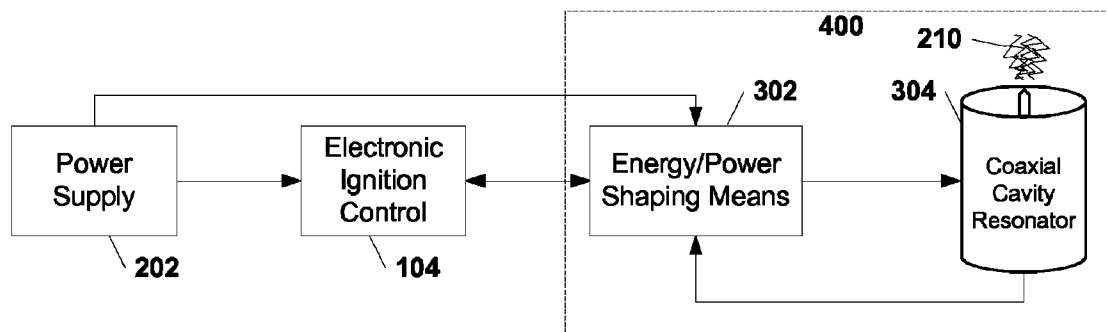 400
210
302
304
Power
Supply
Electronic
Ignition
Control
Energy/Power
Shaping Means
Coaxial
Cavity
Resonator
202
104